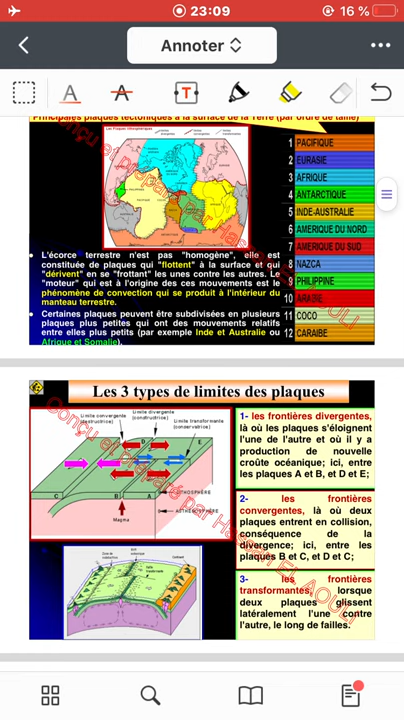 23:09
16 %
Annoter
Principales plaques tectoniques à la surface de la Terre (par ordre de taille)
1 PACIFIQUE
2 EURASIE
3 AFRIQUE
4 ANTARCTIQUE
5 INDE-AUSTRALIE
6 AMERIQUE DU NORD
7 AMERIQUE DU SUD
8 NAZCA
9 PHILIPPINE
10 ARABIE
11 COCO
12 CARAIBE
L'écorce terrestre n'est pas "homogène", elle est
constituée de plaques qui "flottent" à la surface et qui
"dérivent" en se "frottant" les unes contre les autres. Le
"moteur" qui est à l'origine des ces mouvements est le
phénomène de convection qui se produit à l'intérieur du
manteau terrestre.
Certaines plaques peuvent être subdivisées en plusieurs
plaques plus petites qui ont des mouvements relatifs
entre elles plus petits (par exemple Inde et Australie ou
Afrique et Somalie).
Les 3 types de limites des plaques
Limite convergente
(destructrice)
Limite divergente
(constructrice)
Limite transformante
(conservatrice)
D
E
C
B
A
LITHOSPHÈRE
ASTHÉNOSPHÈRE
Magma
1- les frontières divergentes,
là où les plaques s'éloignent
l'une de l'autre et où il y a
production de nouvelle
croûte océanique; ici, entre
les plaques A et B, et D et E;
2- les frontières
convergentes, là où deux
plaques entrent en collision,
conséquence de la
divergence; ici, entre les
plaques B et C, et D et C;
3- les frontières
transformantes, lorsque
deux plaques glissent
latéralement l'une contre
l'autre, le long de failles.
Conçu et préparé par Hassan EL AOULI